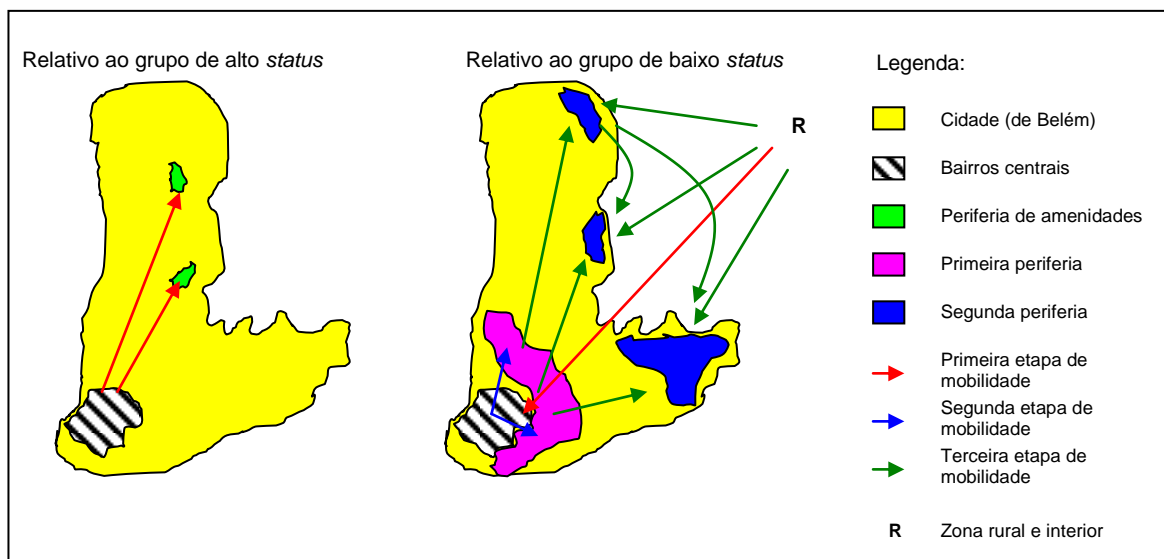 Relativo ao grupo de alto status
Relativo ao grupo de baixo status
R
Legenda:
Cidade (de Belém)
Bairros centrais
Periferia de amenidades
Primeira periferia
Segunda periferia
Primeira etapa de
mobilidade
Segunda etapa de
mobilidade
Terceira etapa de
mobilidade
R Zona rural e interior